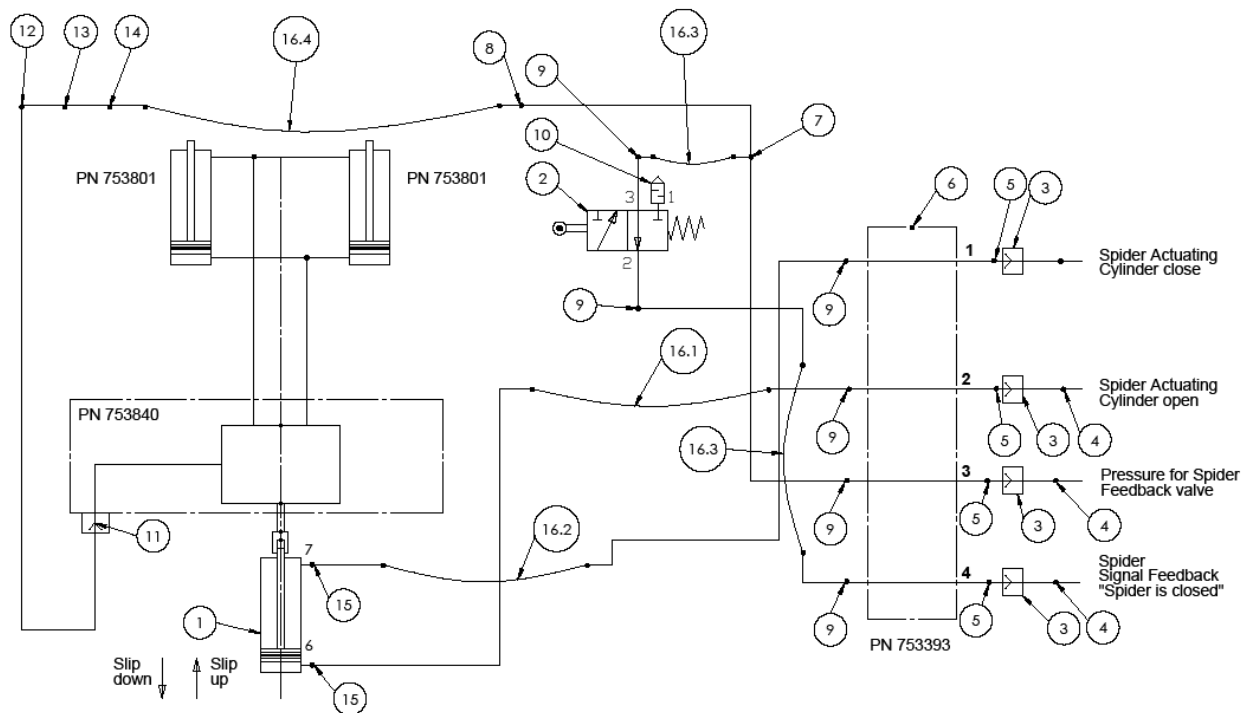 12
13
14
16.4
8
9
16.3
10
7
2
3
1
2
PN 753801
PN 753801
6
5
3
1
Spider Actuating
Cylinder close
9
9
16.1
2
Spider Actuating
Cylinder open
9
5
3
4
PN 753840
16.3
3
Pressure for Spider
Feedback valve
9
5
3
4
11
16.2
7
15
4
Spider
Signal Feedback
"Spider is closed"
9
5
3
4
1
6
PN 753393
Slip
down
Slip
up
15